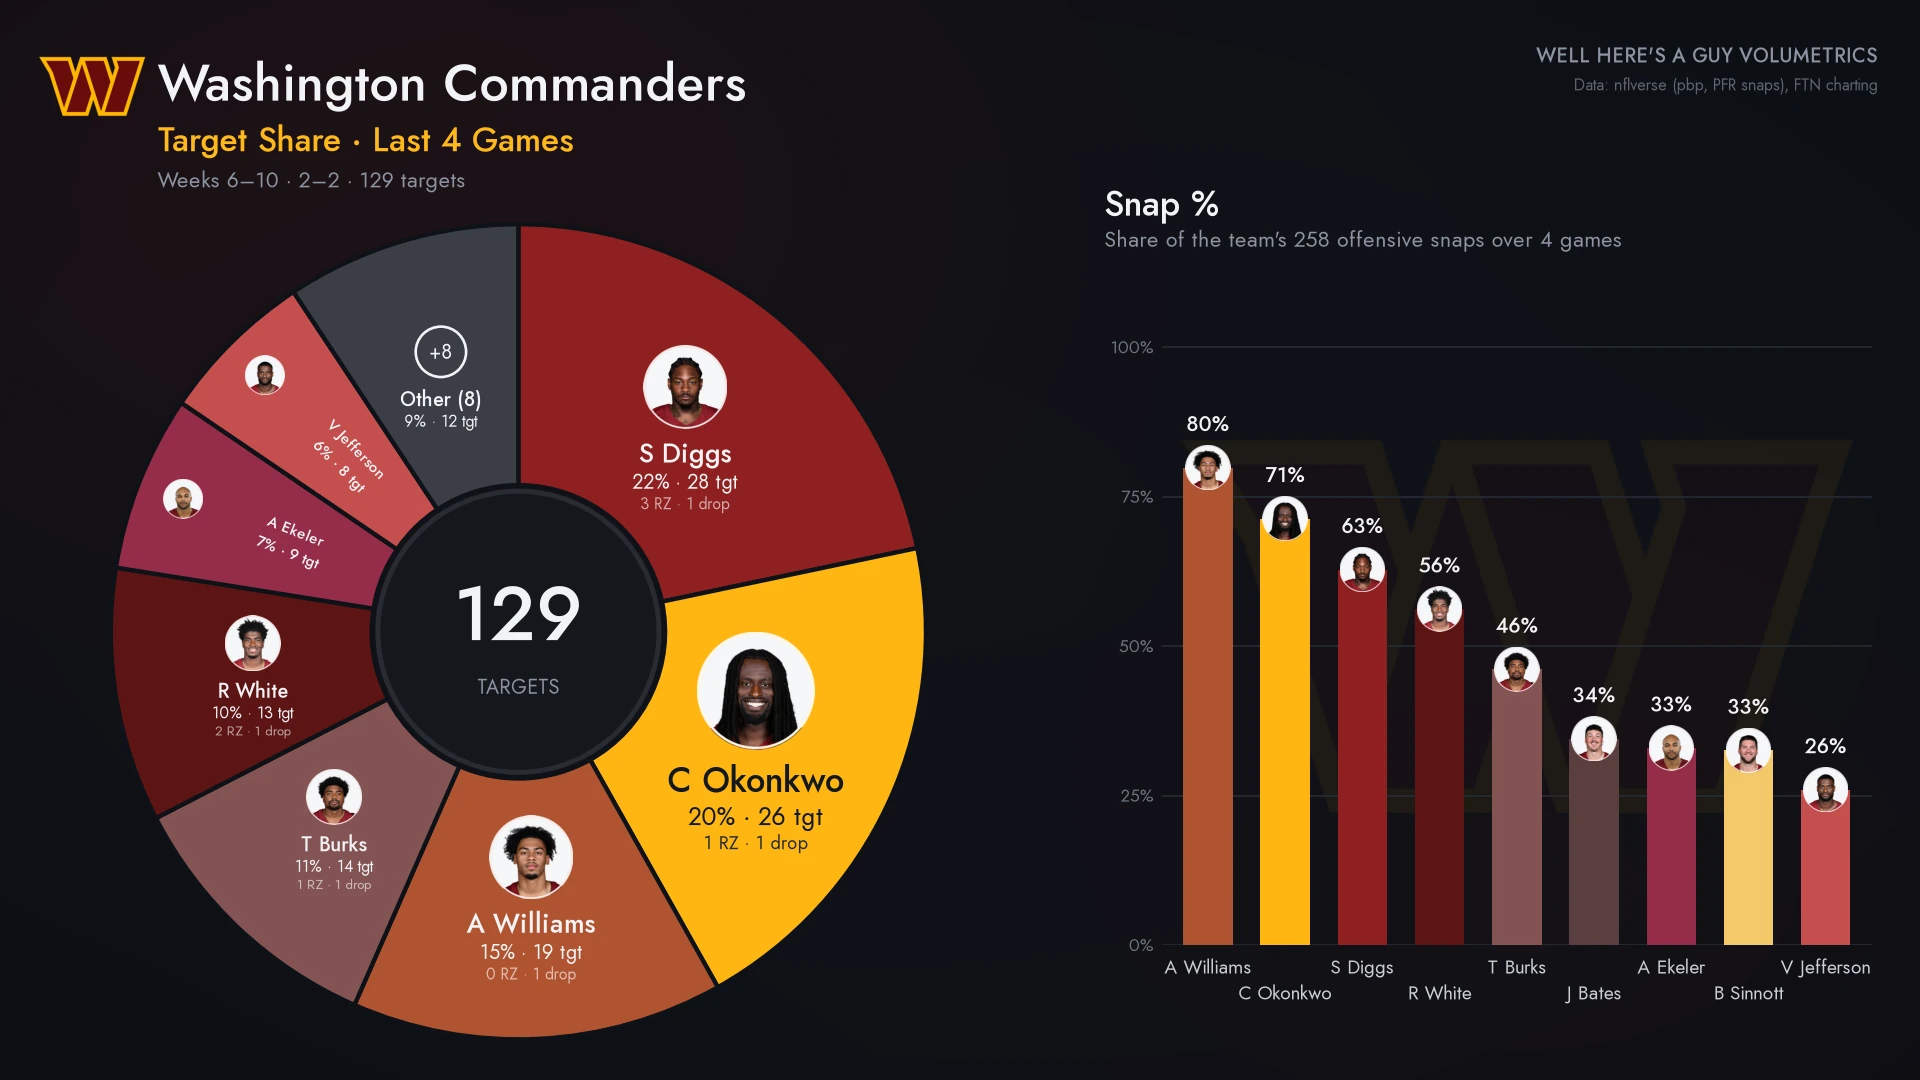 Washington Commanders
Target Share · Last 4 Games
Weeks 6–10 · 2–2 · 129 targets
WELL HERE'S A GUY VOLUMETRICS
Data: nflverse (pbp, PFR snaps), FTN charting
+8
Other (8)
9% · 12 tgt
S Diggs
22% · 28 tgt
3 RZ · 1 drop
V Jefferson
6% · 8 tgt
A Ekeler
7% · 9 tgt
129
TARGETS
R White
10% · 13 tgt
2 RZ · 1 drop
C Okonkwo
20% · 26 tgt
1 RZ · 1 drop
T Burks
11% · 14 tgt
1 RZ · 1 drop
A Williams
15% · 19 tgt
0 RZ · 1 drop
Snap %
Share of the team's 258 offensive snaps over 4 games
100%
75%
50%
25%
0%
80%
71%
63%
56%
46%
34%
33%
33%
26%
A Williams
C Okonkwo
S Diggs
R White
T Burks
J Bates
A Ekeler
B Sinnott
V Jefferson